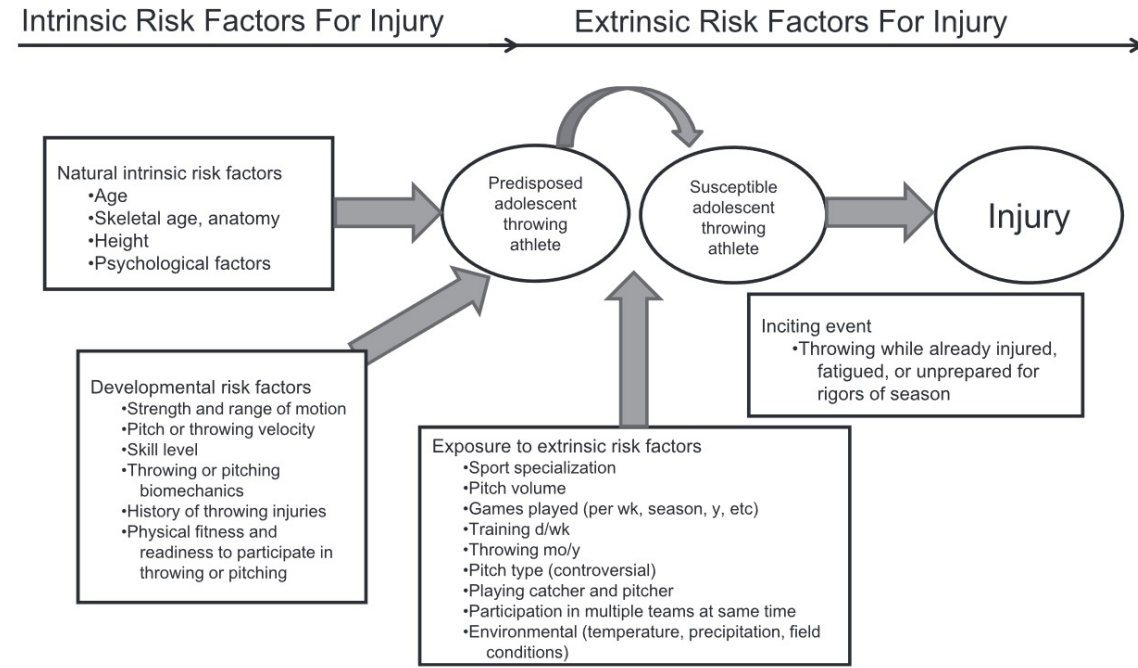 Intrinsic Risk Factors For Injury
Extrinsic Risk Factors For Injury
Natural intrinsic risk factors
•Age
•Skeletal age, anatomy
•Height
•Psychological factors
Predisposed
adolescent
throwing
athlete
Susceptible
adolescent
throwing
athlete
Injury
Developmental risk factors
•Strength and range of motion
•Pitch or throwing velocity
•Skill level
•Throwing or pitching
biomechanics
•History of throwing injuries
•Physical fitness and
readiness to participate in
throwing or pitching
Exposure to extrinsic risk factors
•Sport specialization
•Pitch volume
•Games played (per wk, season, y, etc)
•Training d/wk
•Throwing mo/y
•Pitch type (controversial)
•Playing catcher and pitcher
•Participation in multiple teams at same time
•Environmental (temperature, precipitation, field
conditions)
Inciting event
•Throwing while already injured,
fatigued, or unprepared for
rigors of season